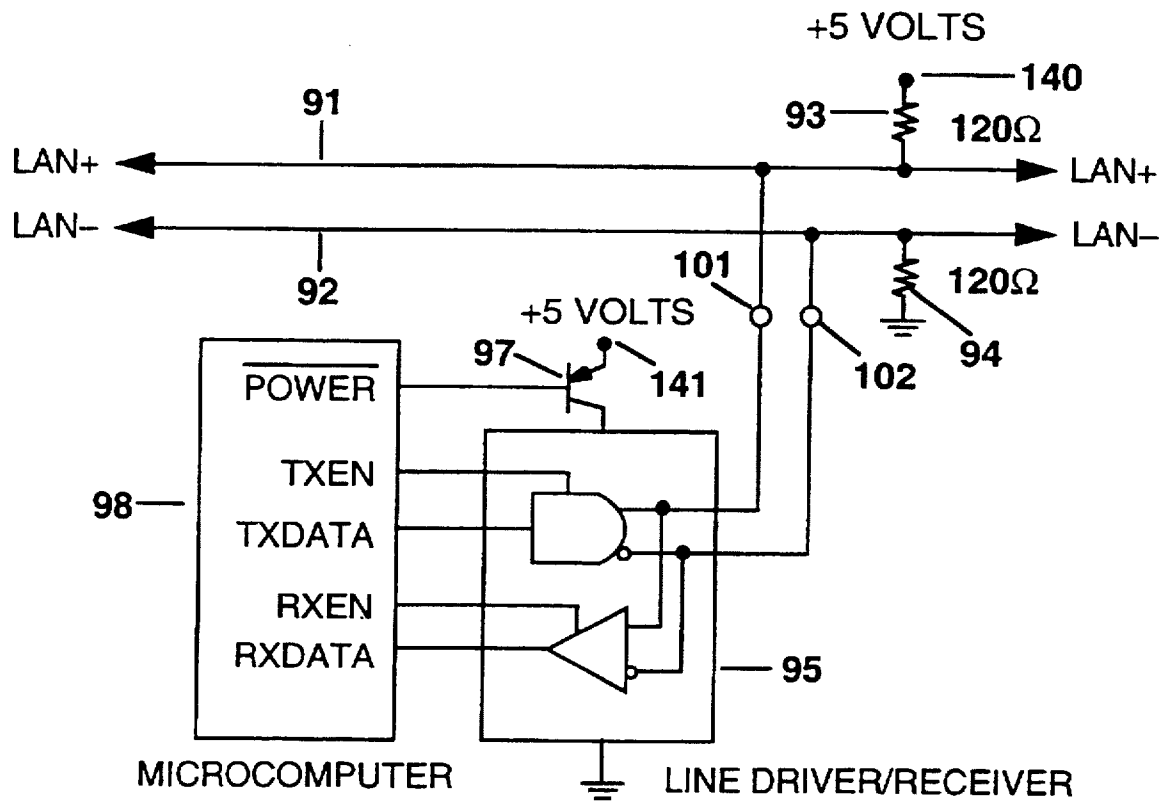 +5 VOLTS
140
93
120Ω
91
LAN+
LAN+
LAN–
LAN–
92
101
120Ω
94
102
+5 VOLTS
97
141
POWER
TXEN
98
TXDATA
RXEN
RXDATA
95
MICROCOMPUTER
LINE DRIVER/RECEIVER